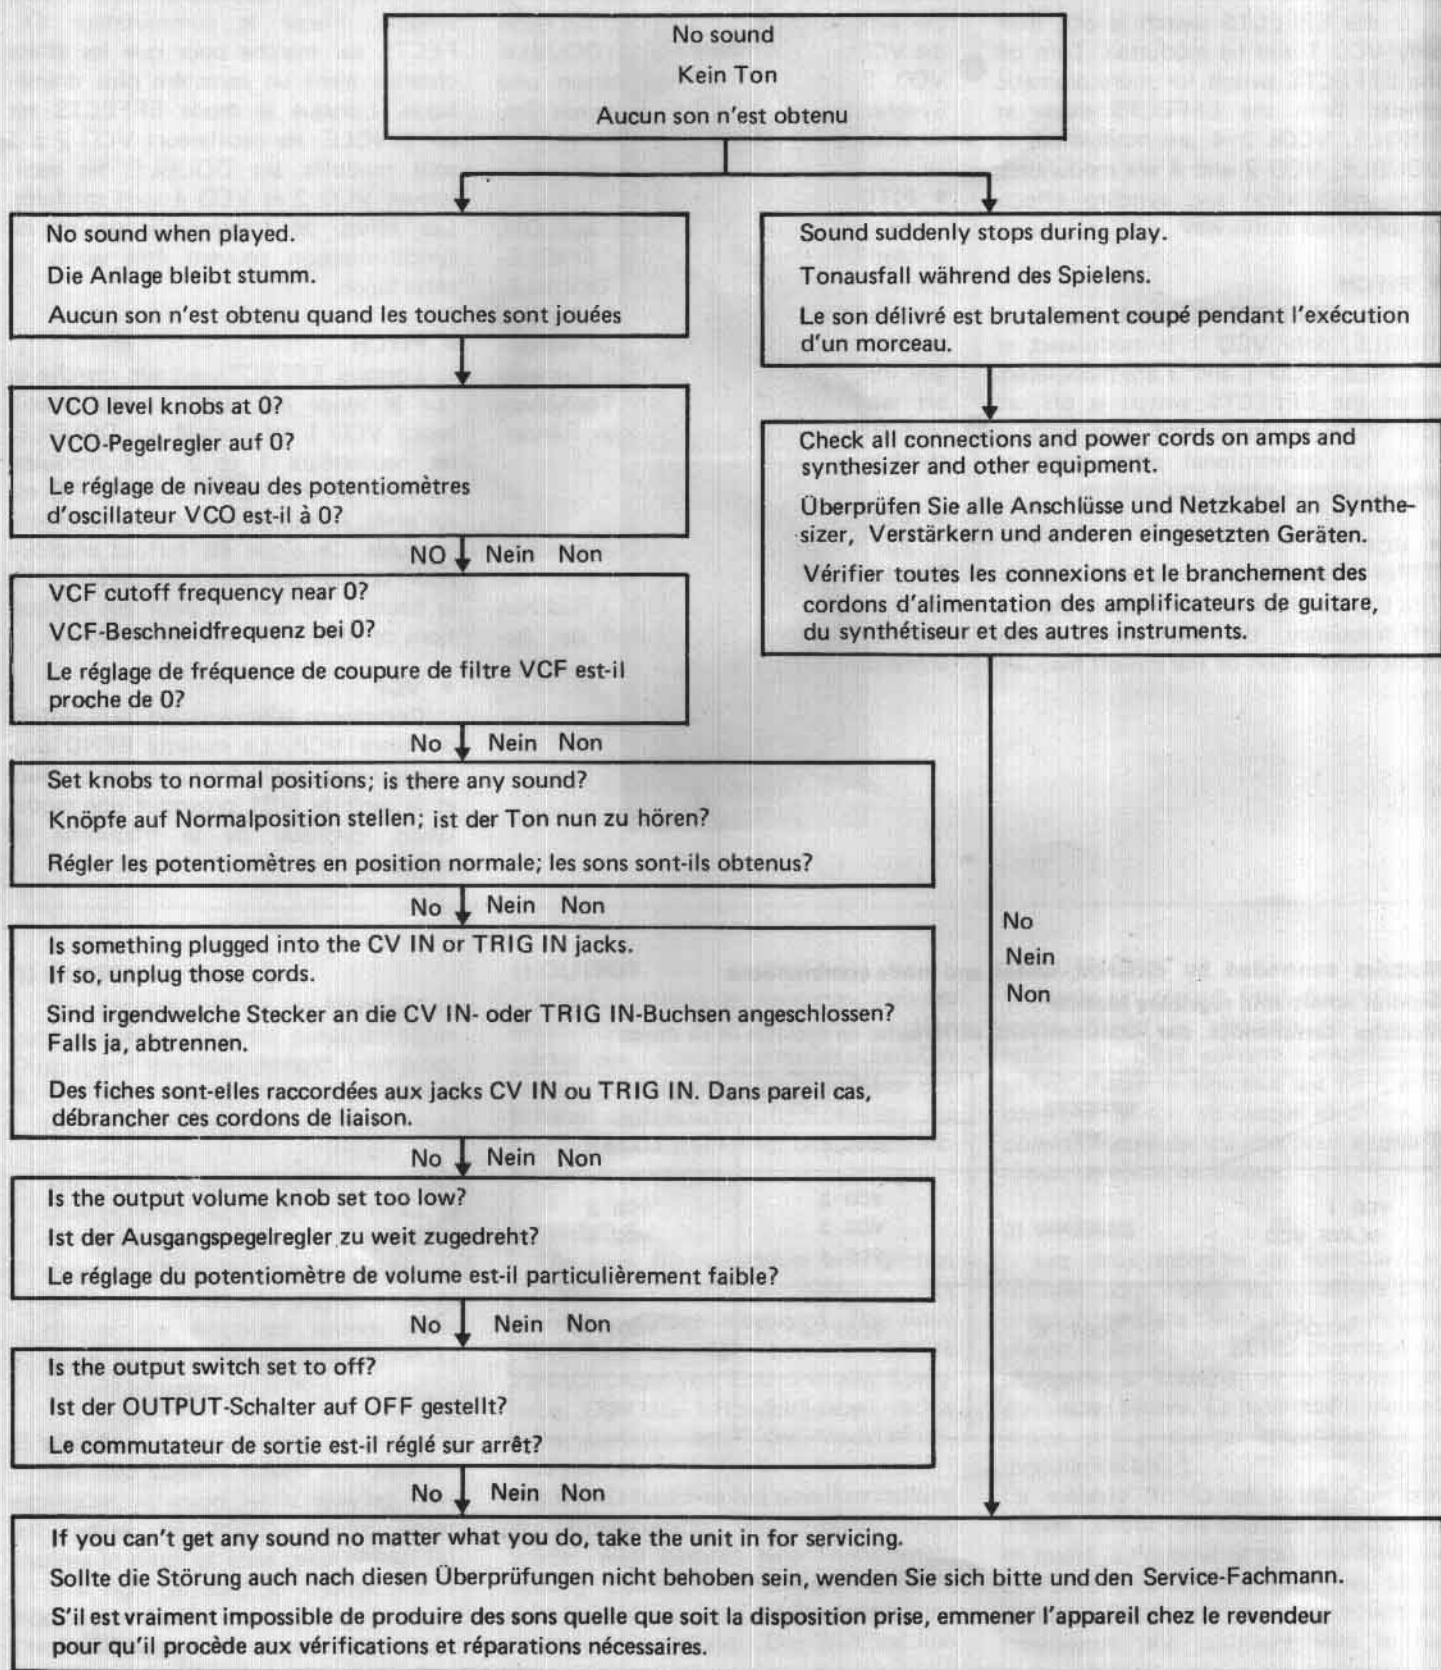 No sound
Kein Ton
Aucun son n'est obtenu
No sound when played.
Die Anlage bleibt stumm.
Aucun son n'est obtenu quand les touches sont jouées
Sound suddenly stops during play.
Tonausfall während des Spielens.
Le son délivré est brutalement coupé pendant l'exécution
d'un morceau.
VCO level knobs at 0?
VCO-Pegelregler auf 0?
Le réglage de niveau des potentiomètres
d'oscillateur VCO est-il à 0?
NO Nein Non
Check all connections and power cords on amps and
synthesizer and other equipment.
Überprüfen Sie alle Anschlüsse und Netzkabel an Synthe-
sizer, Verstärkern und anderen eingesetzten Geräten.
Vérifier toutes les connexions et le branchement des
cordons d'alimentation des amplificateurs de guitare,
du synthétiseur et des autres instruments.
VCF cutoff frequency near 0?
VCF-Beschneidfrequenz bei 0?
Le réglage de fréquence de coupure de filtre VCF est-il
proche de 0?
No Nein Non
Set knobs to normal positions; is there any sound?
Knöpfe auf Normalposition stellen; ist der Ton nun zu hören?
Régler les potentiomètres en position normale; les sons sont-ils obtenus?
No Nein Non
Is something plugged into the CV IN or TRIG IN jacks.
If so, unplug those cords.
Sind irgendwelche Stecker an die CV IN- oder TRIG IN-Buchsen angeschlossen?
Falls ja, abtrennen.
Des fiches sont-elles raccordées aux jacks CV IN ou TRIG IN. Dans pareil cas,
débrancher ces cordons de liaison.
No
Nein
Non
No Nein Non
Is the output volume knob set too low?
Ist der Ausgangspegelregler zu weit zugedreht?
Le réglage du potentiomètre de volume est-il particulièrement faible?
No Nein Non
Is the output switch set to off?
Ist der OUTPUT-Schalter auf OFF gestellt?
Le commutateur de sortie est-il réglé sur arrêt?
No Nein Non
If you can't get any sound no matter what you do, take the unit in for servicing.
Sollte die Störung auch nach diesen Überprüfungen nicht behoben sein, wenden Sie sich bitte und den Service-Fachmann.
S'il est vraiment impossible de produire des sons quelle que soit la disposition prise, emmener l'appareil chez le revendeur
pour qu'il procède aux vérifications et réparations nécessaires.